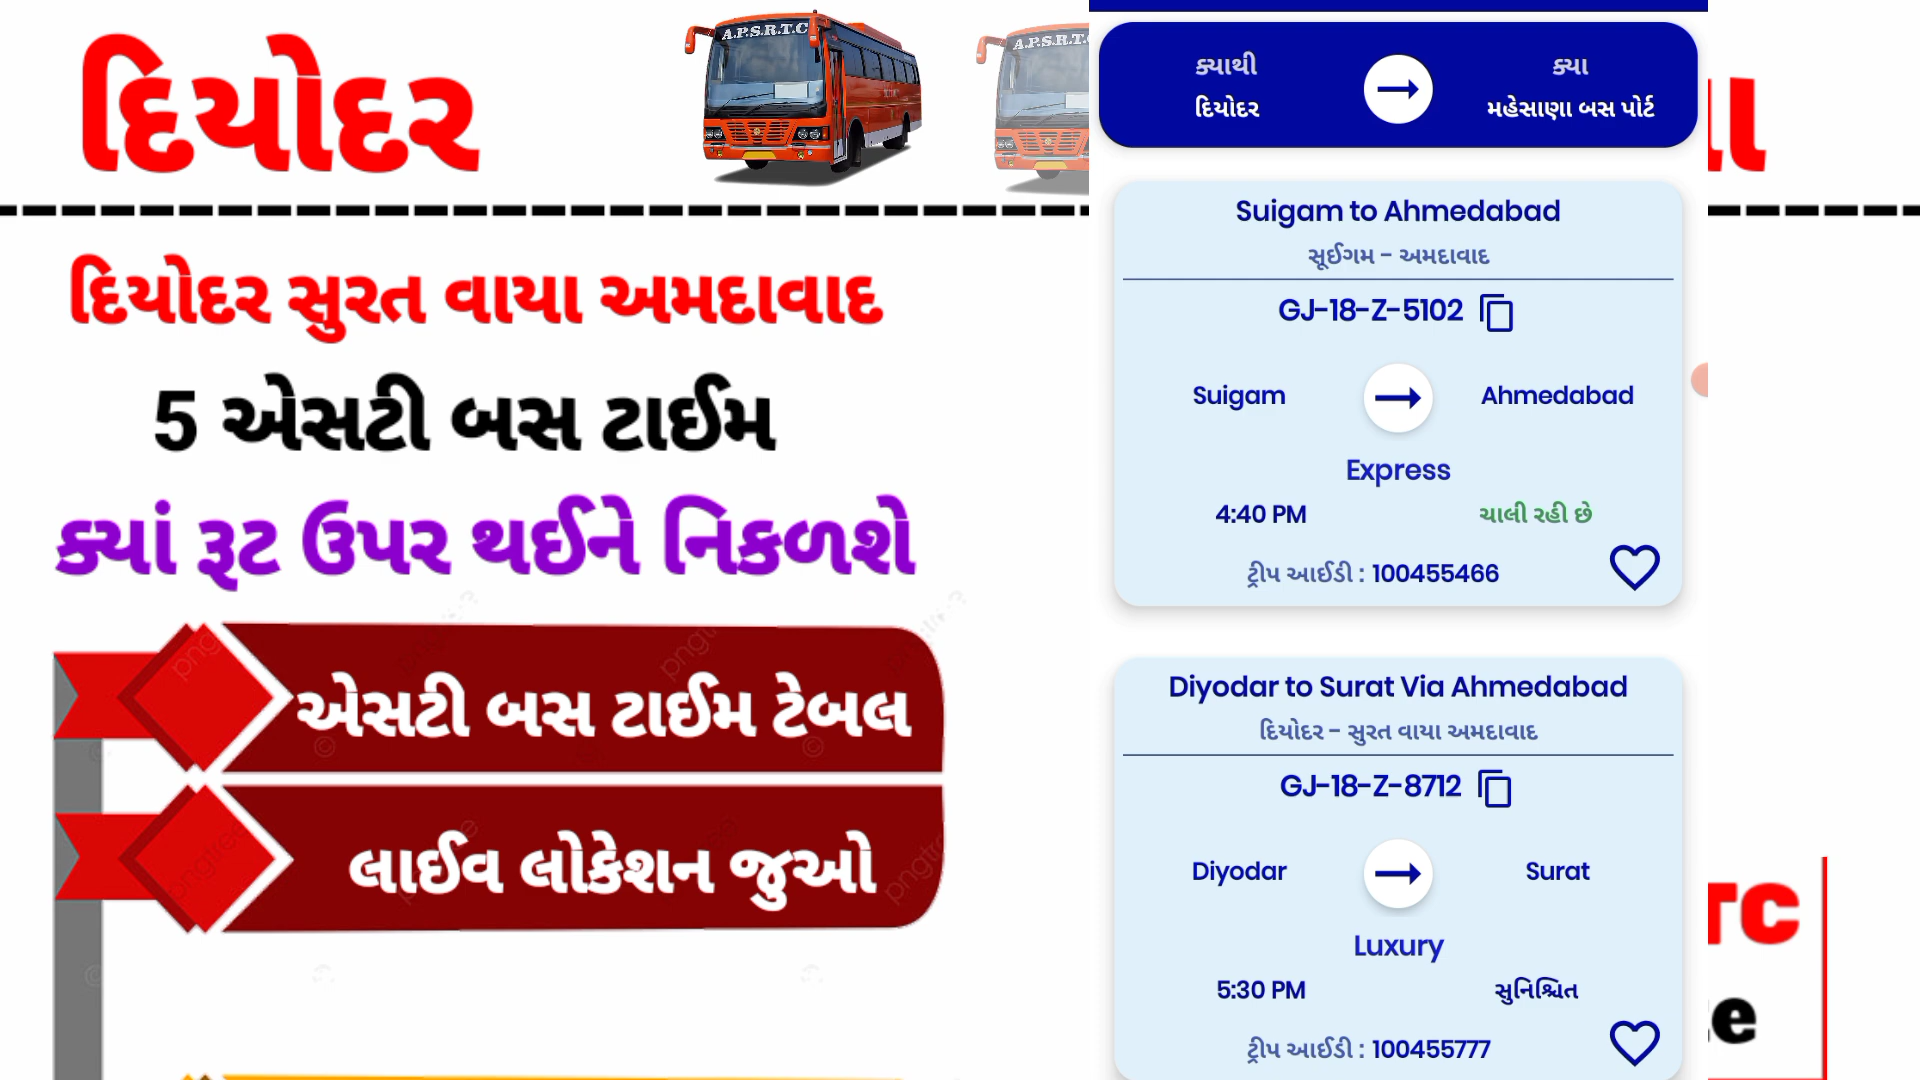 દિયોદર
A.P.S.R.T.C
દિયોદર સુરત વાયા અમદાવાદ
5 એસટી બસ ટાઈમ
ક્યાં રૂટ ઉપર થઈને નિકળશે
એસટી બસ ટાઈમ ટેબલ
લાઈવ લોકેશન જુઓ
ક્યાથી
ક્યા
દિયોદર
મહેસાણા બસ પોર્ટ
Suigam to Ahmedabad
સૂઈગમ - અમદાવાદ
GJ-18-Z-5102
Suigam
Ahmedabad
Express
4:40 PM
ચાલી રહી છે
ટ્રીપ આઈડી : 100455466
Diyodar to Surat Via Ahmedabad
દિયોદર - સુરત વાયા અમદાવાદ
GJ-18-Z-8712
Diyodar
Surat
Luxury
5:30 PM
સુનિશ્ચિત
ટ્રીપ આઈડી : 100455777